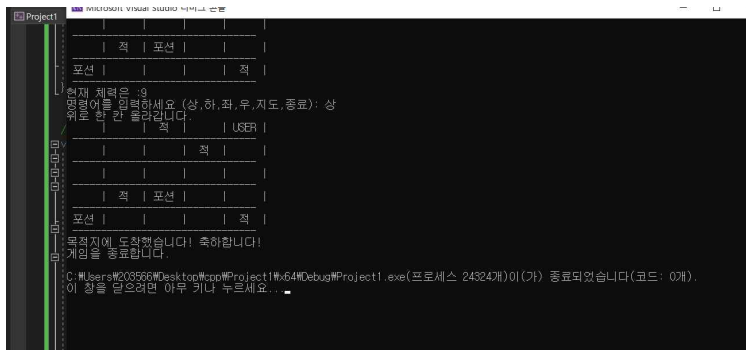 Project1
Microsoft Visual Studio 디버그 콘솔
| | | | | |
| 적 | 포션 | | |
포션 | | | | 적 |
현재 체력은 :9
명령어를 입력하세요 (상,하,좌,우,지도,종료): 상
위로 한 칸 올라갑니다.
| | 적 | | USER |
| | | 적 | |
| 적 | 포션 | | |
포션 | | | | 적 |
목적지에 도착했습니다! 축하합니다!
게임을 종료합니다.
C:₩Users₩203566₩Desktop₩cpp₩Project1₩x64₩Debug₩Project1.exe(프로세스 24324개)이(가) 종료되었습니다(코드: 0개).
이 창을 닫으려면 아무 키나 누르세요...